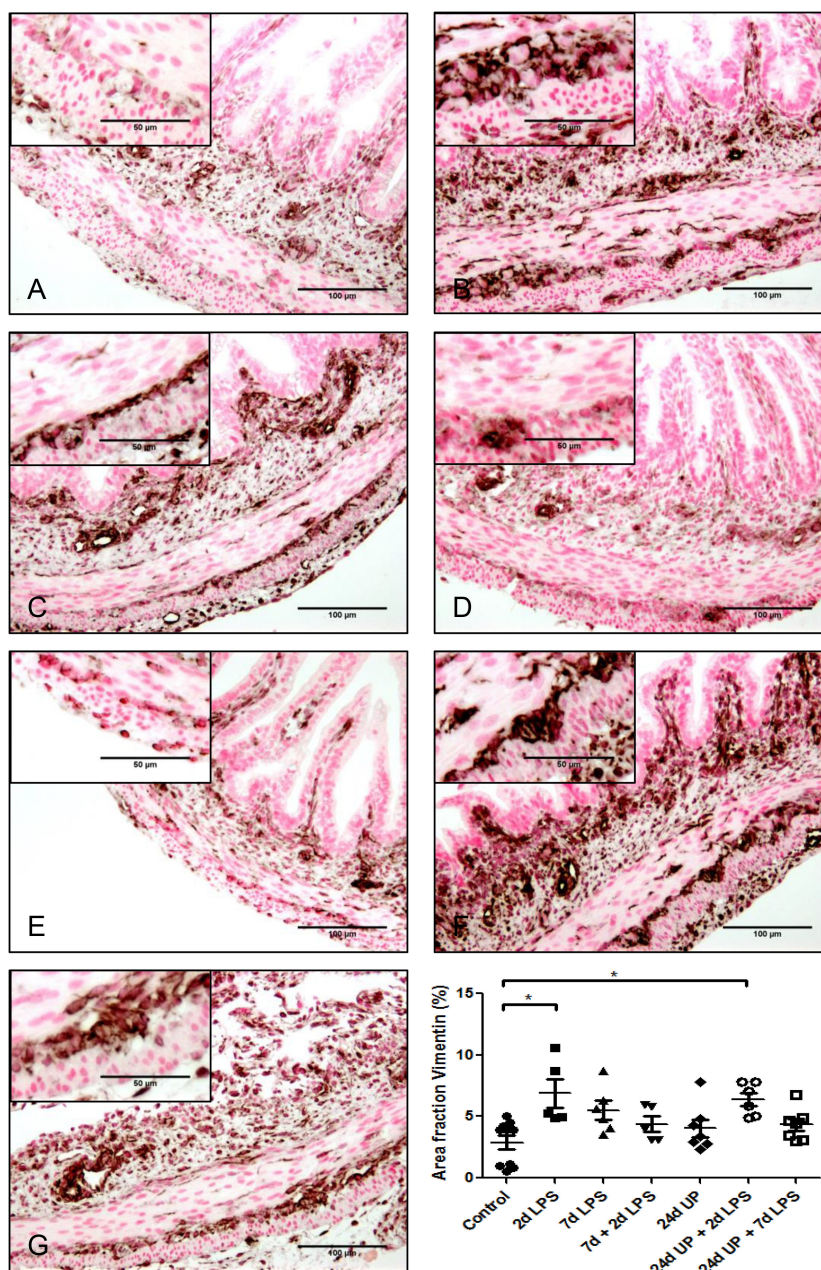 50 µm
A
100 µm
50 µm
B
100 µm
50 µm
C
100 µm
50 µm
D
100 µm
50 µm
E
100 µm
50 µm
F
100 µm
50 µm
G
100 µm
Area fraction Vimentin (%)
15
10
5
0
*
*
Control
2d LPS
7d LPS
7d + 2d LPS
24d UP
24d UP + 2d LPS
24d UP + 7d LPS